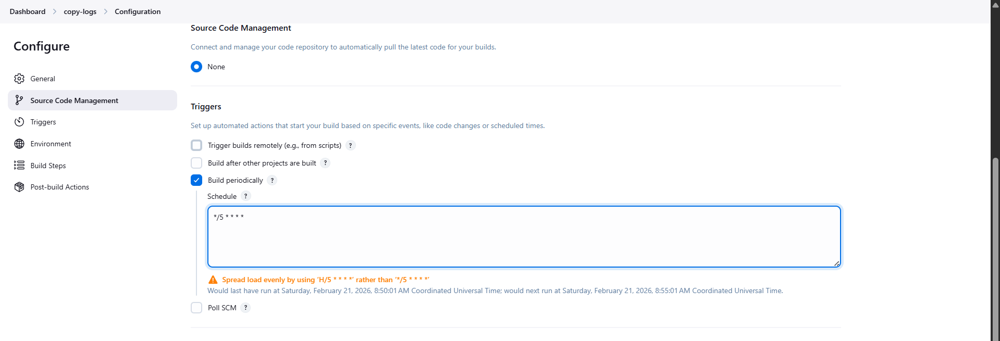 Dashboard > copy-logs > Configuration
Configure
General
Source Code Management
Triggers
Environment
Build Steps
Post-build Actions
Source Code Management
Connect and manage your code repository to automatically pull the latest code for your builds.
None
Triggers
Set up automated actions that start your build based on specific events, like code changes or scheduled times.
Trigger builds remotely (e.g., from scripts) ?
Build after other projects are built ?
Build periodically ?
Schedule ?
*/5 * * * *
Spread load evenly by using ‘H/5 * * * *’ rather than ‘*/5 * * * *’
Would last have run at Saturday, February 21, 2026, 8:50:01 AM Coordinated Universal Time; would next run at Saturday, February 21, 2026, 8:55:01 AM Coordinated Universal Time.
Poll SCM ?